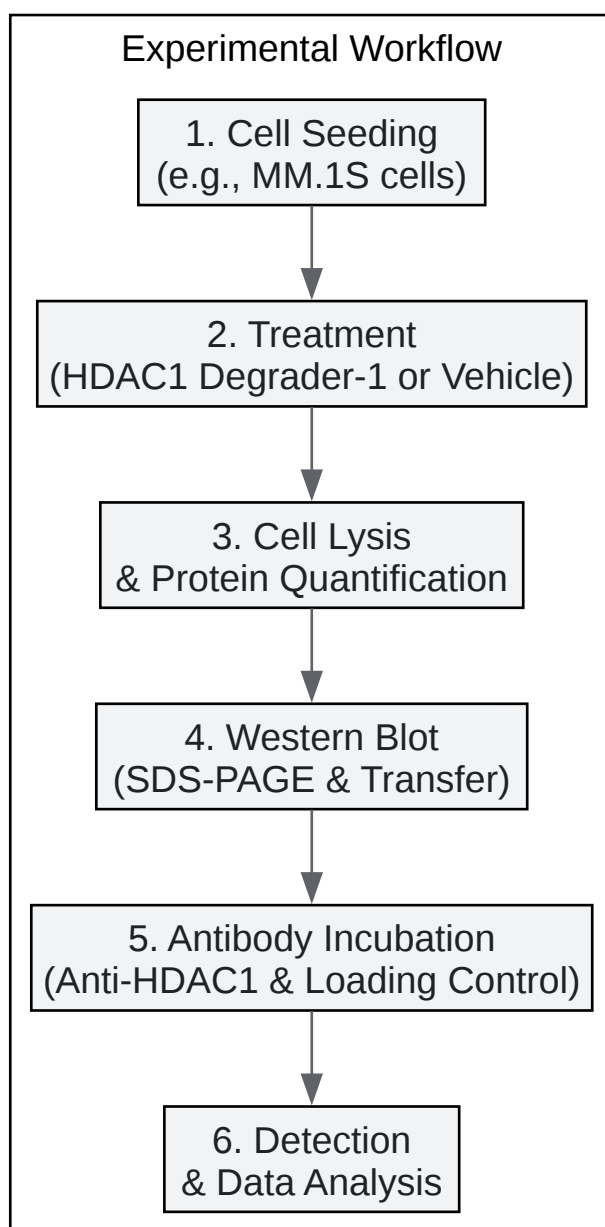 Experimental Workflow
1. Cell Seeding
(e.g., MM.1S cells)
2. Treatment
(HDAC1 Degrader-1 or Vehicle)
3. Cell Lysis
& Protein Quantification
4. Western Blot
(SDS-PAGE & Transfer)
5. Antibody Incubation
(Anti-HDAC1 & Loading Control)
6. Detection
& Data Analysis